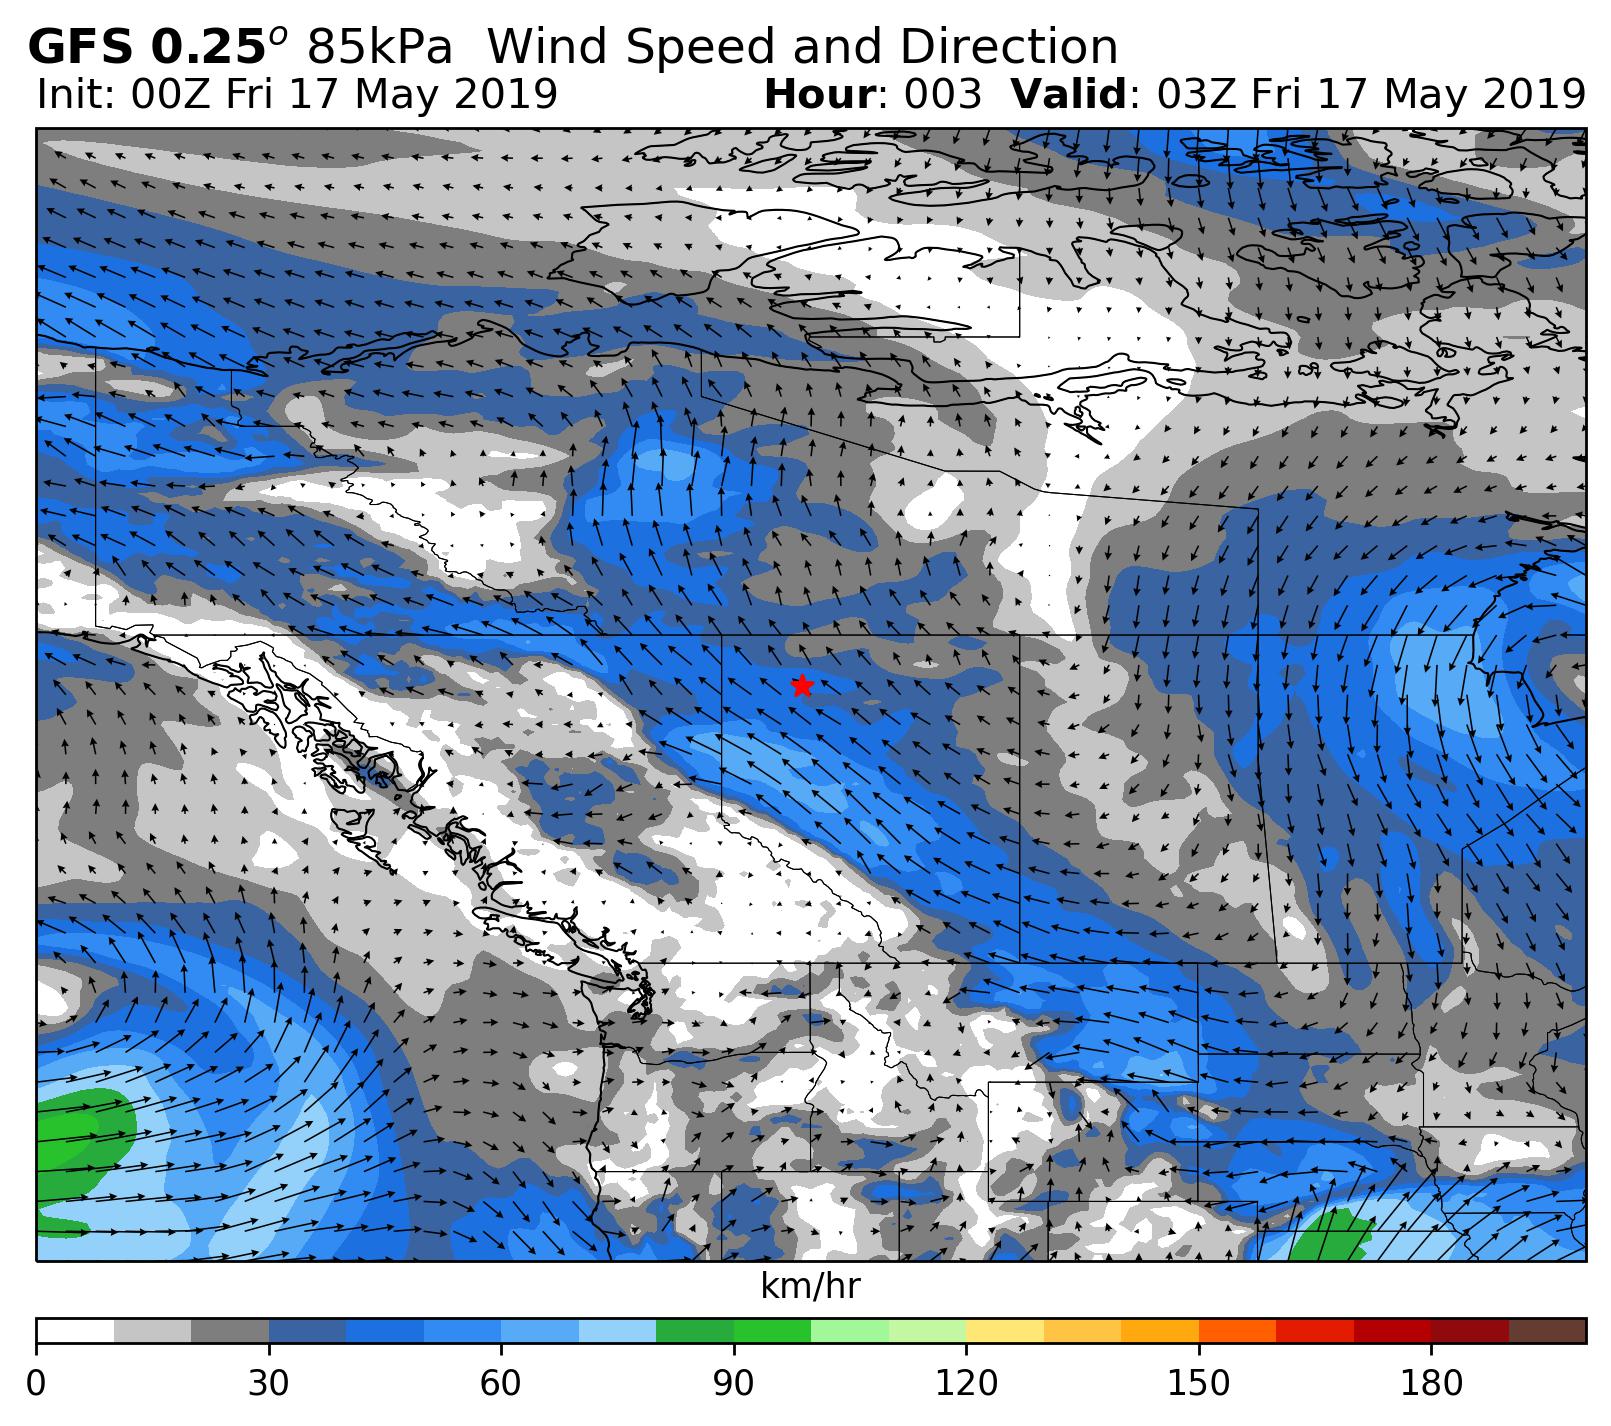 GFS 0.25° 85kPa Wind Speed and Direction
Init: 00Z Fri 17 May 2019 Hour: 003 Valid: 03Z Fri 17 May 2019
km/hr
0 30 60 90 120 150 180